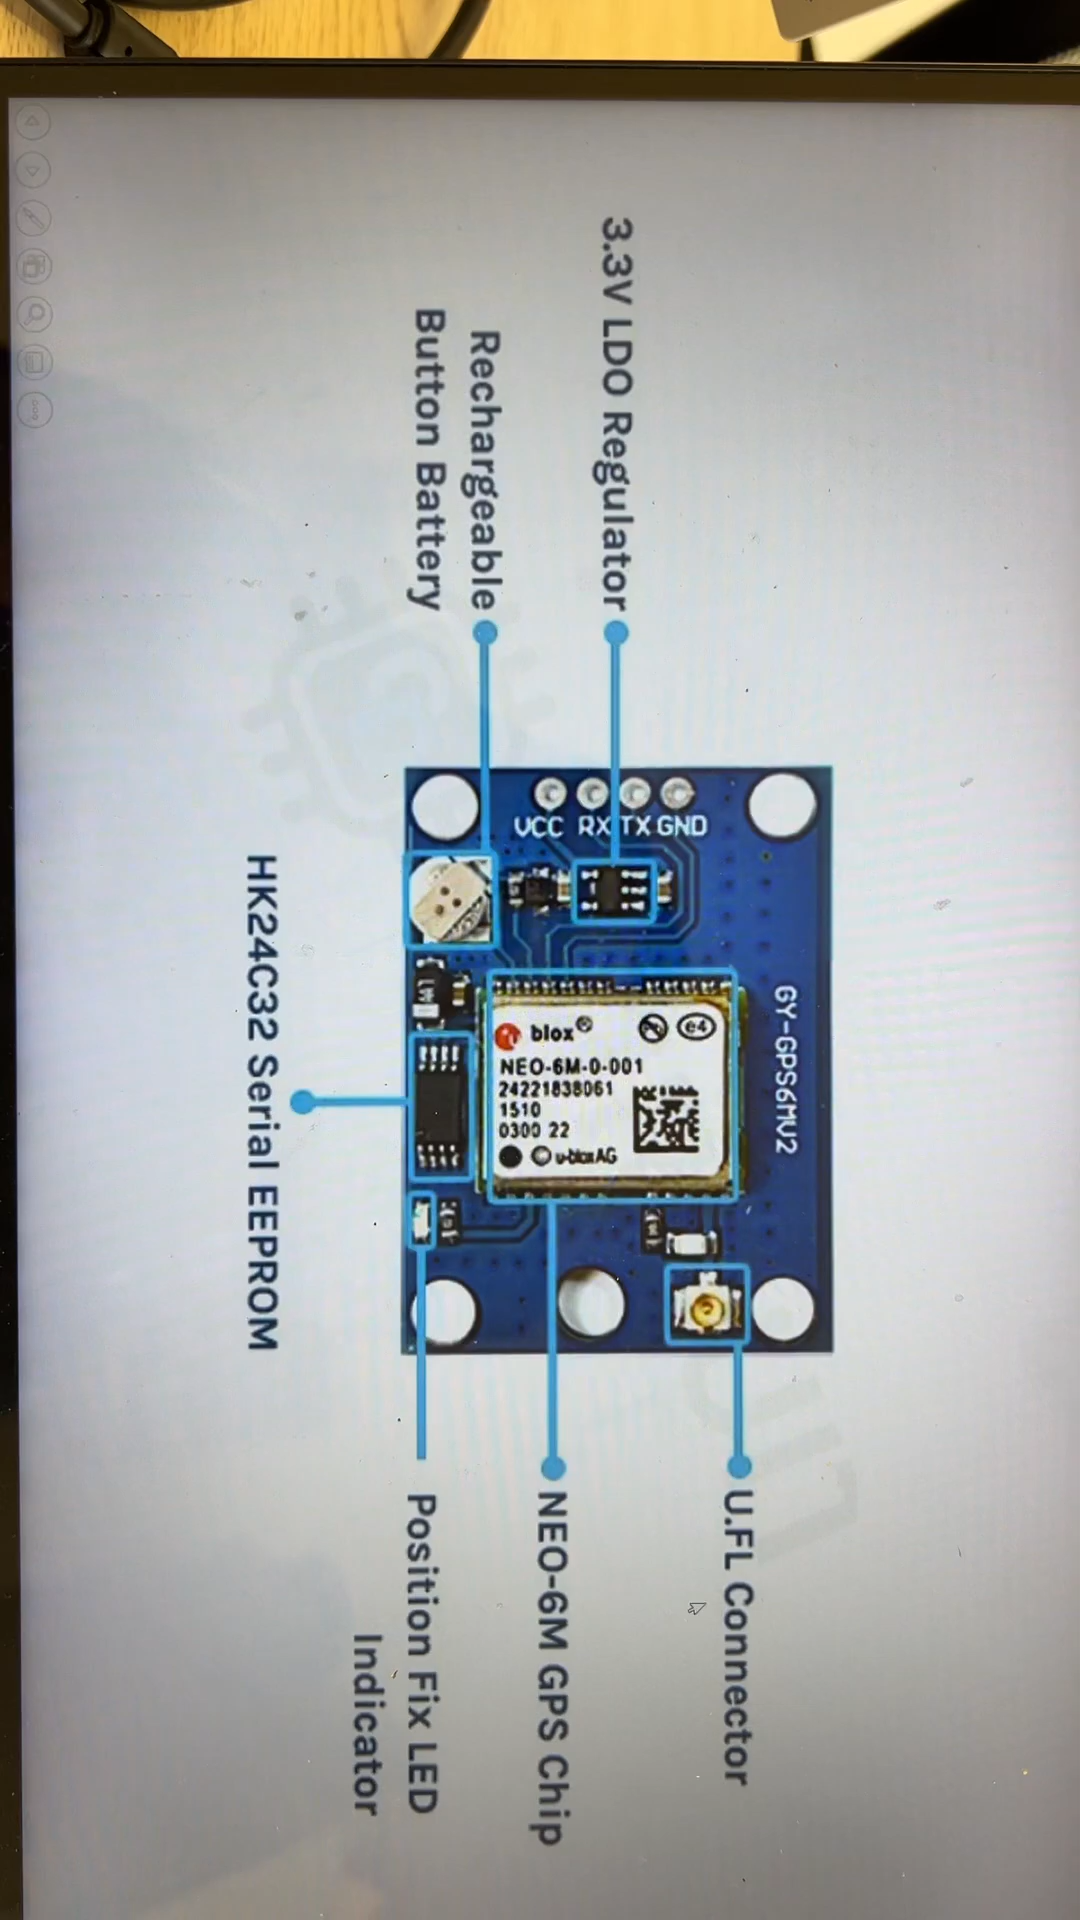 GY-GPS6MV2
U.FL Connector
GND
TX
RX
VCC
3.3V LDO Regulator
blox®
e4
NEO-6M-0-001
24221838061
1510
0300 22
u-blox AG
NEO-6M GPS Chip
Rechargeable
Button Battery
Position Fix LED
Indicator
HK24C32 Serial EEPROM